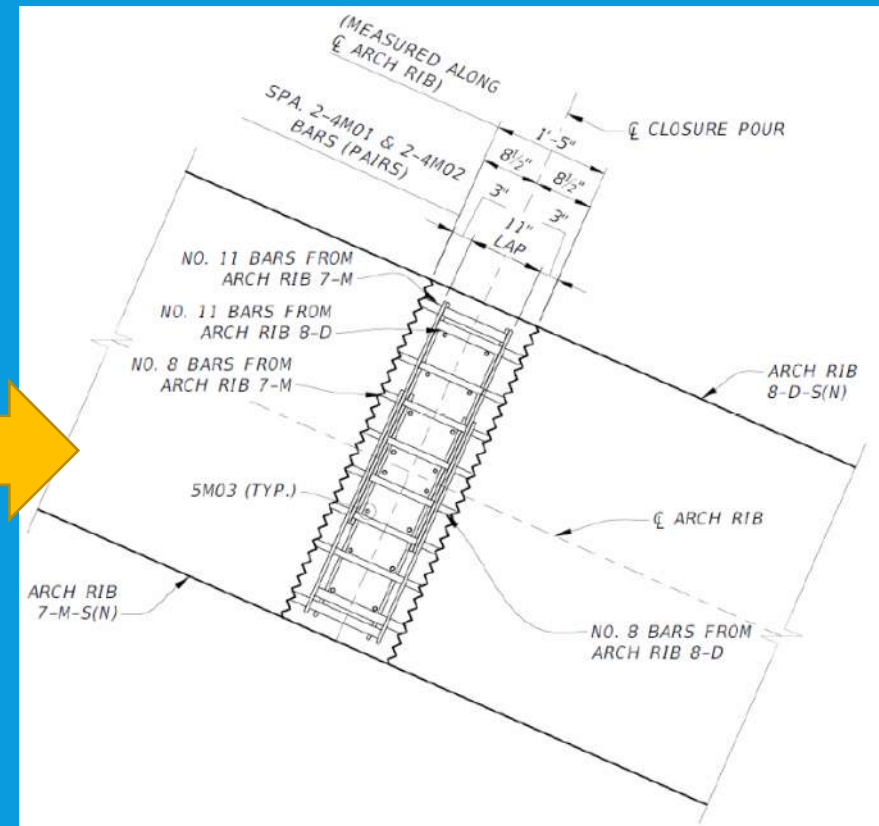 (MEASURED ALONG
℄ ARCH RIB)
SPA. 2-4M01 & 2-4M02
BARS (PAIRS)
℄ CLOSURE POUR
1'-5"
8½"
8½"
3"
11"
LAP
3"
NO. 11 BARS FROM
ARCH RIB 7-M
NO. 11 BARS FROM
ARCH RIB 8-D
NO. 8 BARS FROM
ARCH RIB 7-M
ARCH RIB
8-D-S(N)
5M03 (TYP.)
℄ ARCH RIB
ARCH RIB
7-M-S(N)
NO. 8 BARS FROM
ARCH RIB 8-D